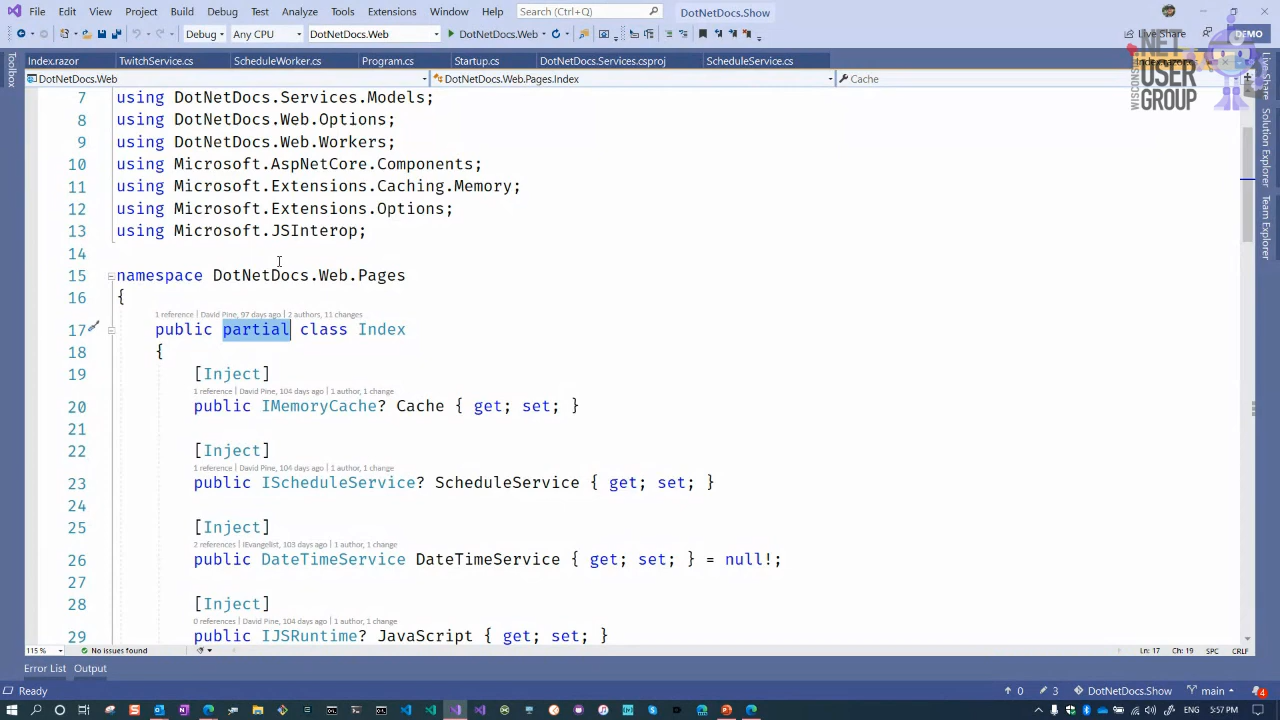 File Edit View Project Build Debug Test Analyze Tools Extensions Window Help Search (Ctrl+Q) DotNetDocs.Show
Debug Any CPU DotNetDocs.Web DotNetDocs.Web Live Share DEMO
Index.razor TwitchService.cs ScheduleWorker.cs Program.cs Startup.cs DotNetDocs.Services.csproj ScheduleService.cs Index.razor.cs
DotNetDocs.Web DotNetDocs.Web.Pages.Index Cache
WISCONSIN .NET USER GROUP
Toolbox
Live Share
Solution Explorer
Team Explorer
7 using DotNetDocs.Services.Models;
8 using DotNetDocs.Web.Options;
9 using DotNetDocs.Web.Workers;
10 using Microsoft.AspNetCore.Components;
11 using Microsoft.Extensions.Caching.Memory;
12 using Microsoft.Extensions.Options;
13 using Microsoft.JSInterop;
14
15 namespace DotNetDocs.Web.Pages
16 {
1 reference | David Pine, 97 days ago | 2 authors, 11 changes
17 public partial class Index
18 {
19 [Inject]
1 reference | David Pine, 104 days ago | 1 author, 1 change
20 public IMemoryCache? Cache { get; set; }
21
22 [Inject]
1 reference | David Pine, 104 days ago | 1 author, 1 change
23 public IScheduleService? ScheduleService { get; set; }
24
25 [Inject]
2 references | IEvangelist, 103 days ago | 1 author, 1 change
26 public DateTimeService DateTimeService { get; set; } = null!;
27
28 [Inject]
0 references | David Pine, 104 days ago | 1 author, 1 change
29 public IJSRuntime? JavaScript { get; set; }
115 % No issues found Ln: 17 Ch: 19 SPC CRLF
Error List Output
Ready 0 3 DotNetDocs.Show main 4
5:57 PM